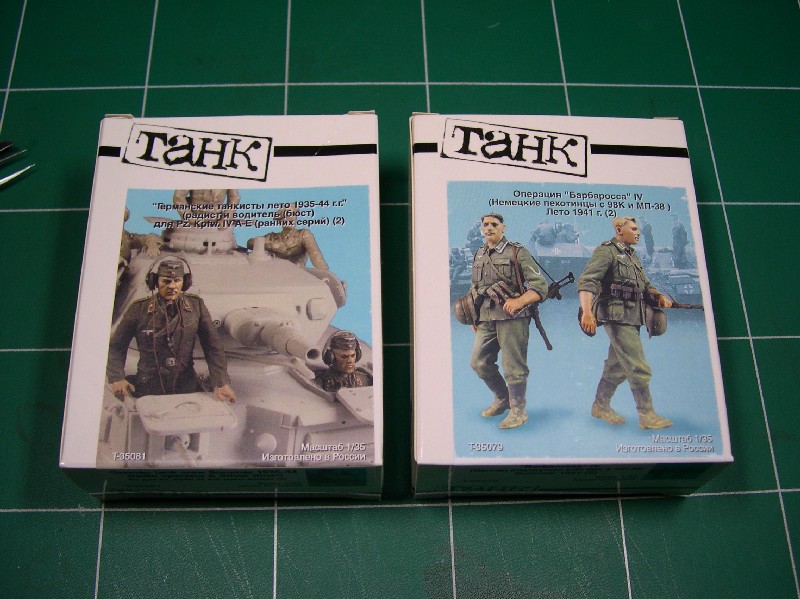 танк
"Германские танкисты лето 1935-44 г.г."
(радист и водитель (бюст)
для Pz. Kpfw. IV A-E (ранних серий) (2)
T-35081
Масштаб 1/35
Изготовлено в России
танк
Операция "Барбаросса" IV
(Немецкие пехотинцы с 98К и МП-38 )
Лето 1941 г. (2)
T-35079
Масштаб 1/35
Изготовлено в России